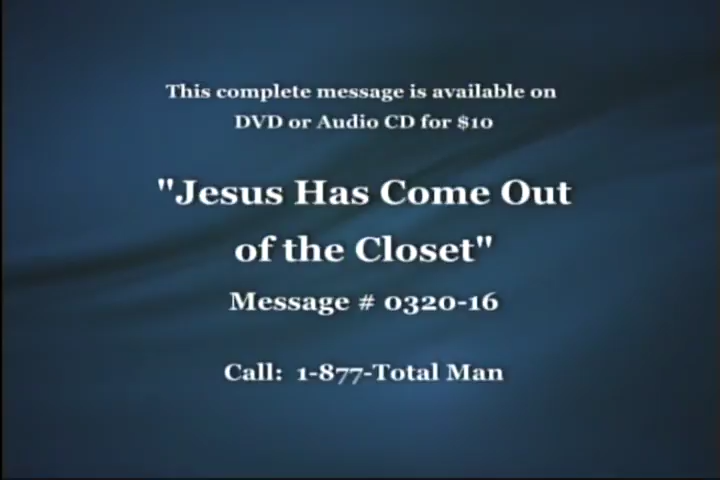 This complete message is available on
DVD or Audio CD for $10
"Jesus Has Come Out
of the Closet"
Message # 0320-16
Call: 1-877-Total Man